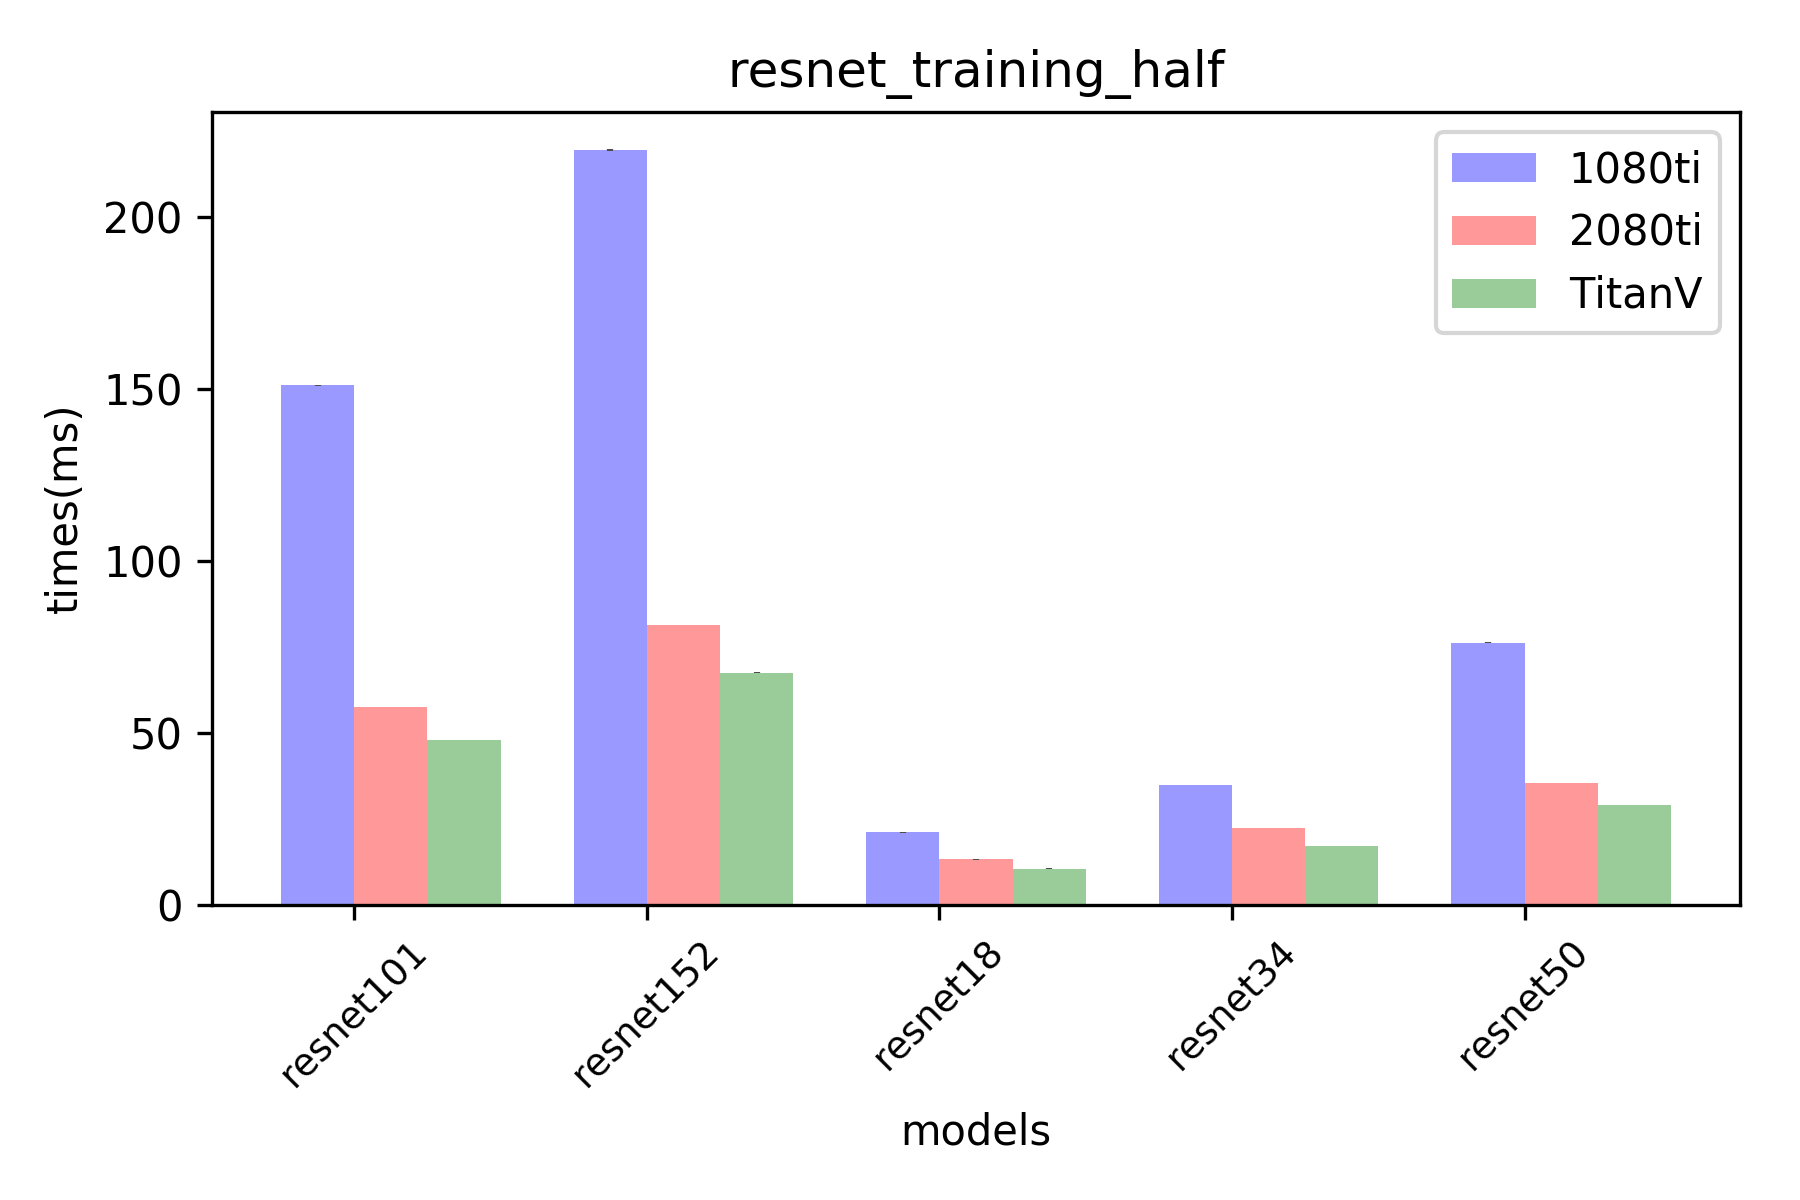 resnet_training_half
1080ti
2080ti
TitanV
times(ms)
200
150
100
50
0
resnet101
resnet152
resnet18
resnet34
resnet50
models